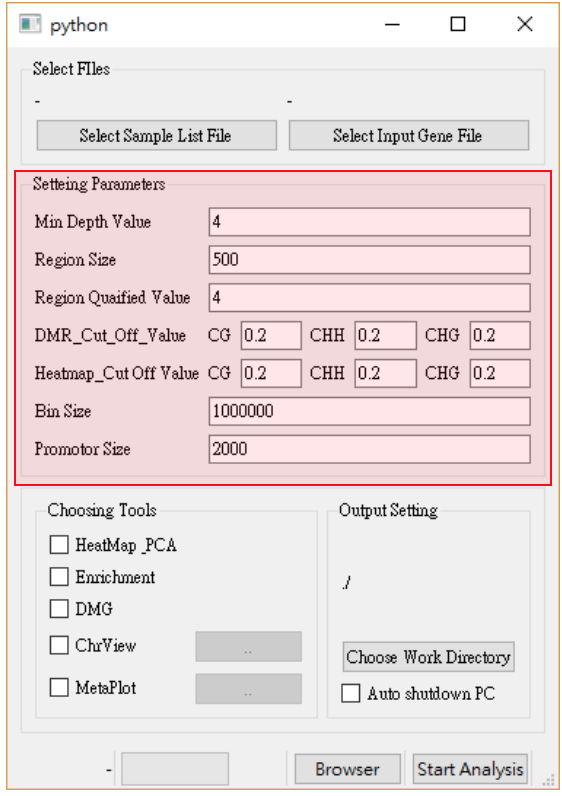 python
Select FIles
- -
Select Sample List File Select Input Gene File
Setteing Parameters
Min Depth Value 4
Region Size 500
Region Quaified Value 4
DMR_Cut_Off_Value CG 0.2 CHH 0.2 CHG 0.2
Heatmap_Cut Off Value CG 0.2 CHH 0.2 CHG 0.2
Bin Size 1000000
Promotor Size 2000
Choosing Tools
HeatMap _PCA
Enrichment
DMG
ChrView ..
MetaPlot ..
Output Setting
./
Choose Work Directory
Auto shutdown PC
- Browser Start Analysis